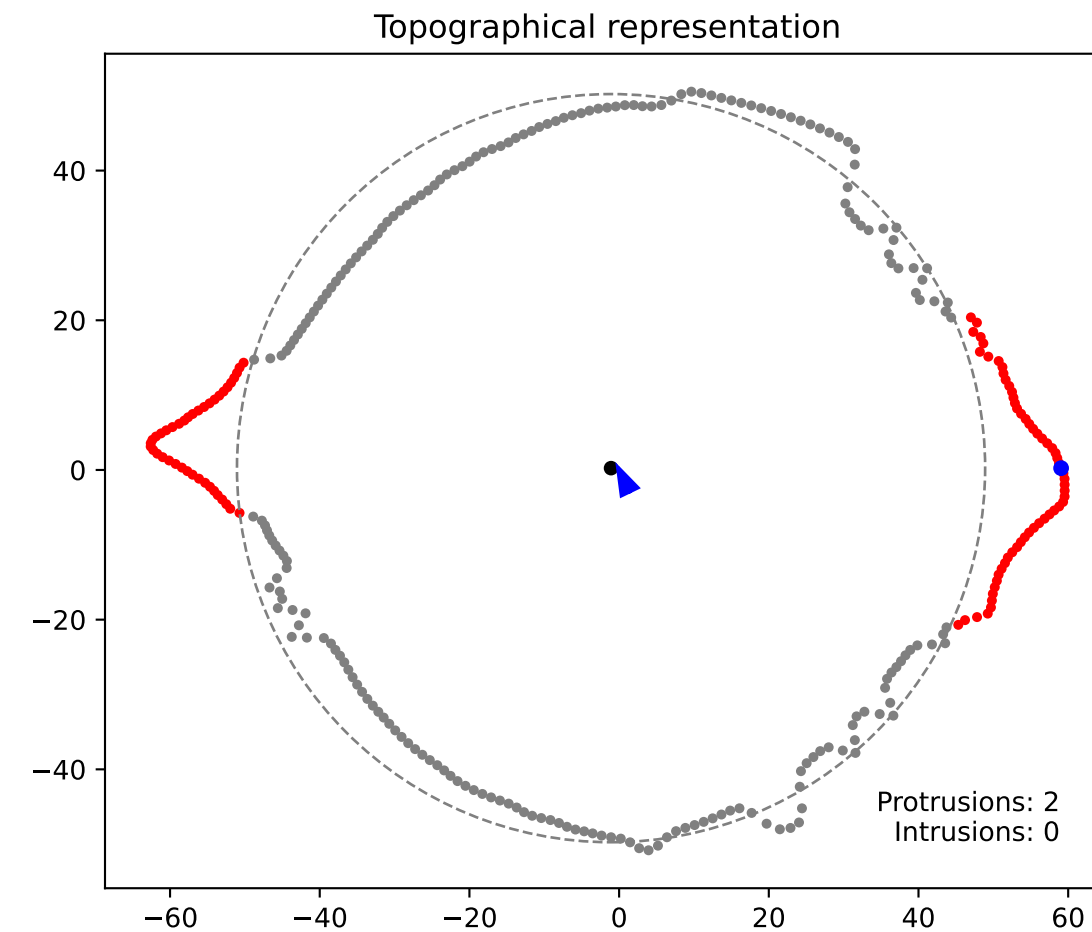 Topographical representation
40
20
0
−20
−40
Protrusions: 2
Intrusions: 0
−60 −40 −20 0 20 40 60